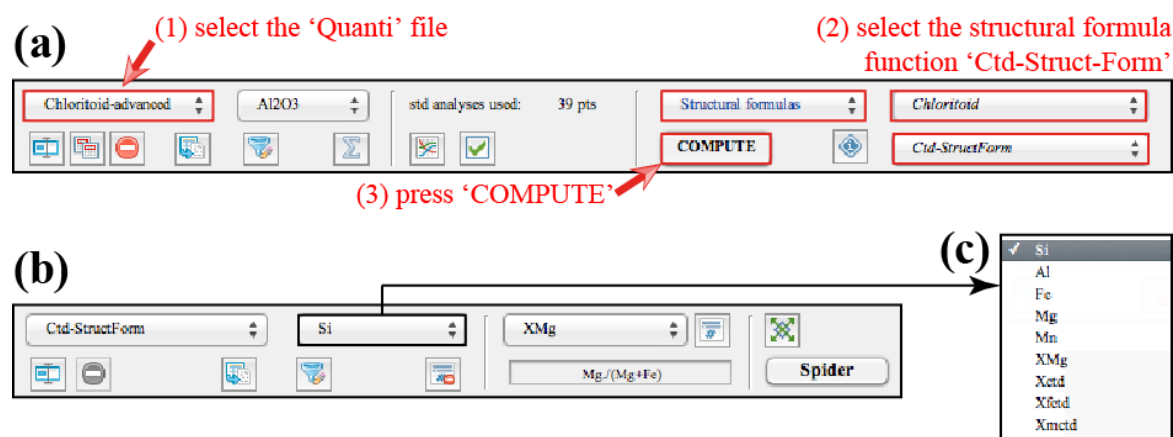 (a)
(1) select the ‘Quanti’ file
(2) select the structural formula
function ‘Ctd-Struct-Form’
Chloritoid-advanced
Al2O3
std analyses used: 39 pts
Structural formulas
Chloritoid
COMPUTE
Ctd-StructForm
(3) press ‘COMPUTE’
(b)
Ctd-StructForm
Si
XMg
Mg./(Mg+Fe)
Spider
(c)
Si
Al
Fe
Mg
Mn
XMg
Xctd
Xfctd
Xmctd